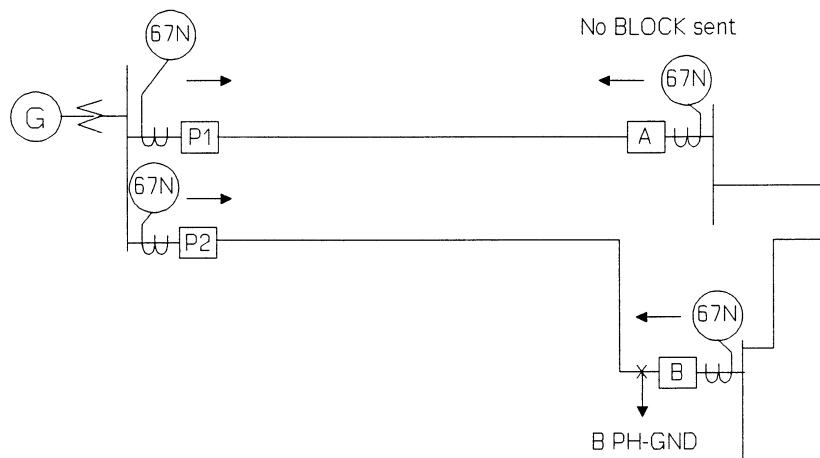 67N
No BLOCK sent
67N
G
P1
A
67N
P2
67N
B
B PH-GND